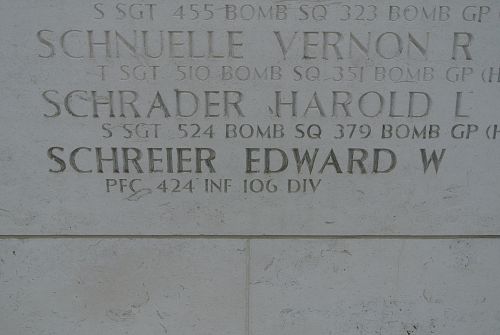 S SGT 455 BOMB SQ 323 BOMB GP
SCHNUELLE VERNON R
T SGT 510 BOMB SQ 351 BOMB GP (H
SCHRADER HAROLD L
S SGT 524 BOMB SQ 379 BOMB GP (H
SCHREIER EDWARD W
PFC 424 INF 106 DIV